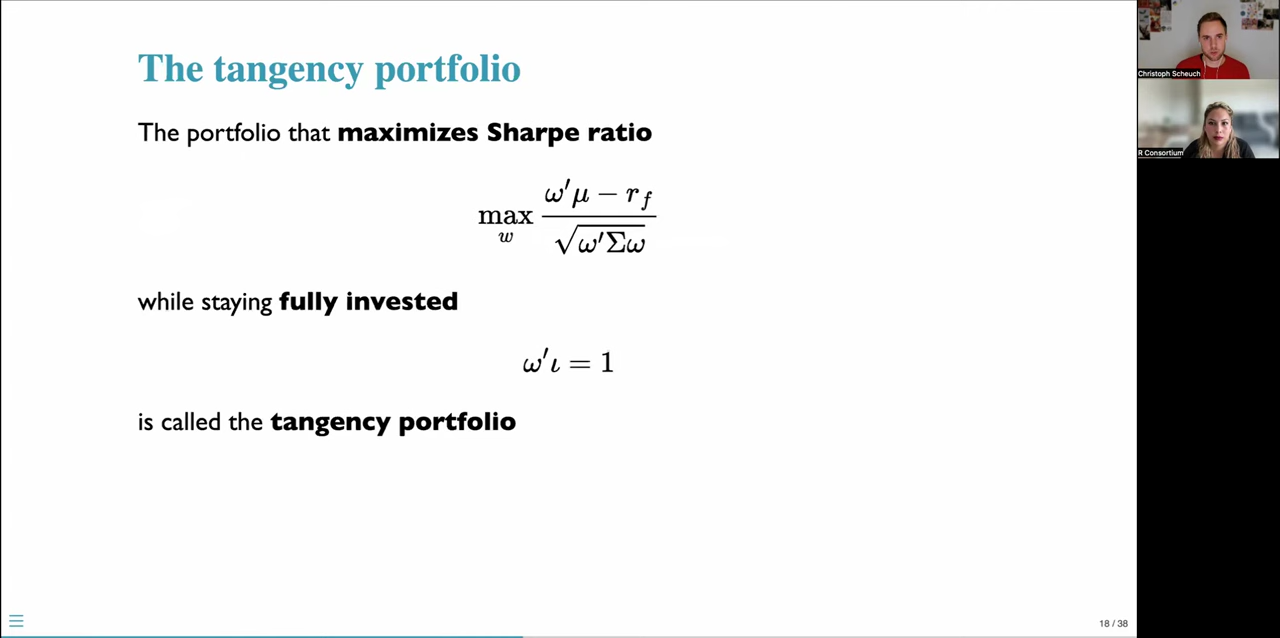 The tangency portfolio
The portfolio that maximizes Sharpe ratio
max_w (ω′μ − r_f) / √(ω′Σω)
while staying fully invested
ω′ι = 1
is called the tangency portfolio
18 / 38
Christoph Scheuch
R Consortium